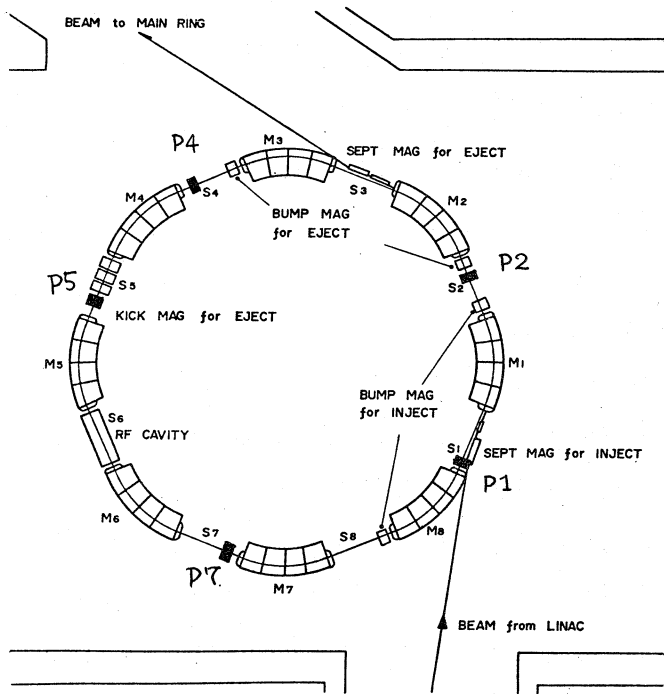 BEAM to MAIN RING
P4
M3
SEPT MAG for EJECT
S4
S3
M4
M2
BUMP MAG
for EJECT
P2
P5
S5
S2
KICK MAG for EJECT
M5
M1
BUMP MAG
for INJECT
S6
RF CAVITY
S1
SEPT MAG for INJECT
P1
M6
M8
S7
S8
P7
M7
BEAM from LINAC